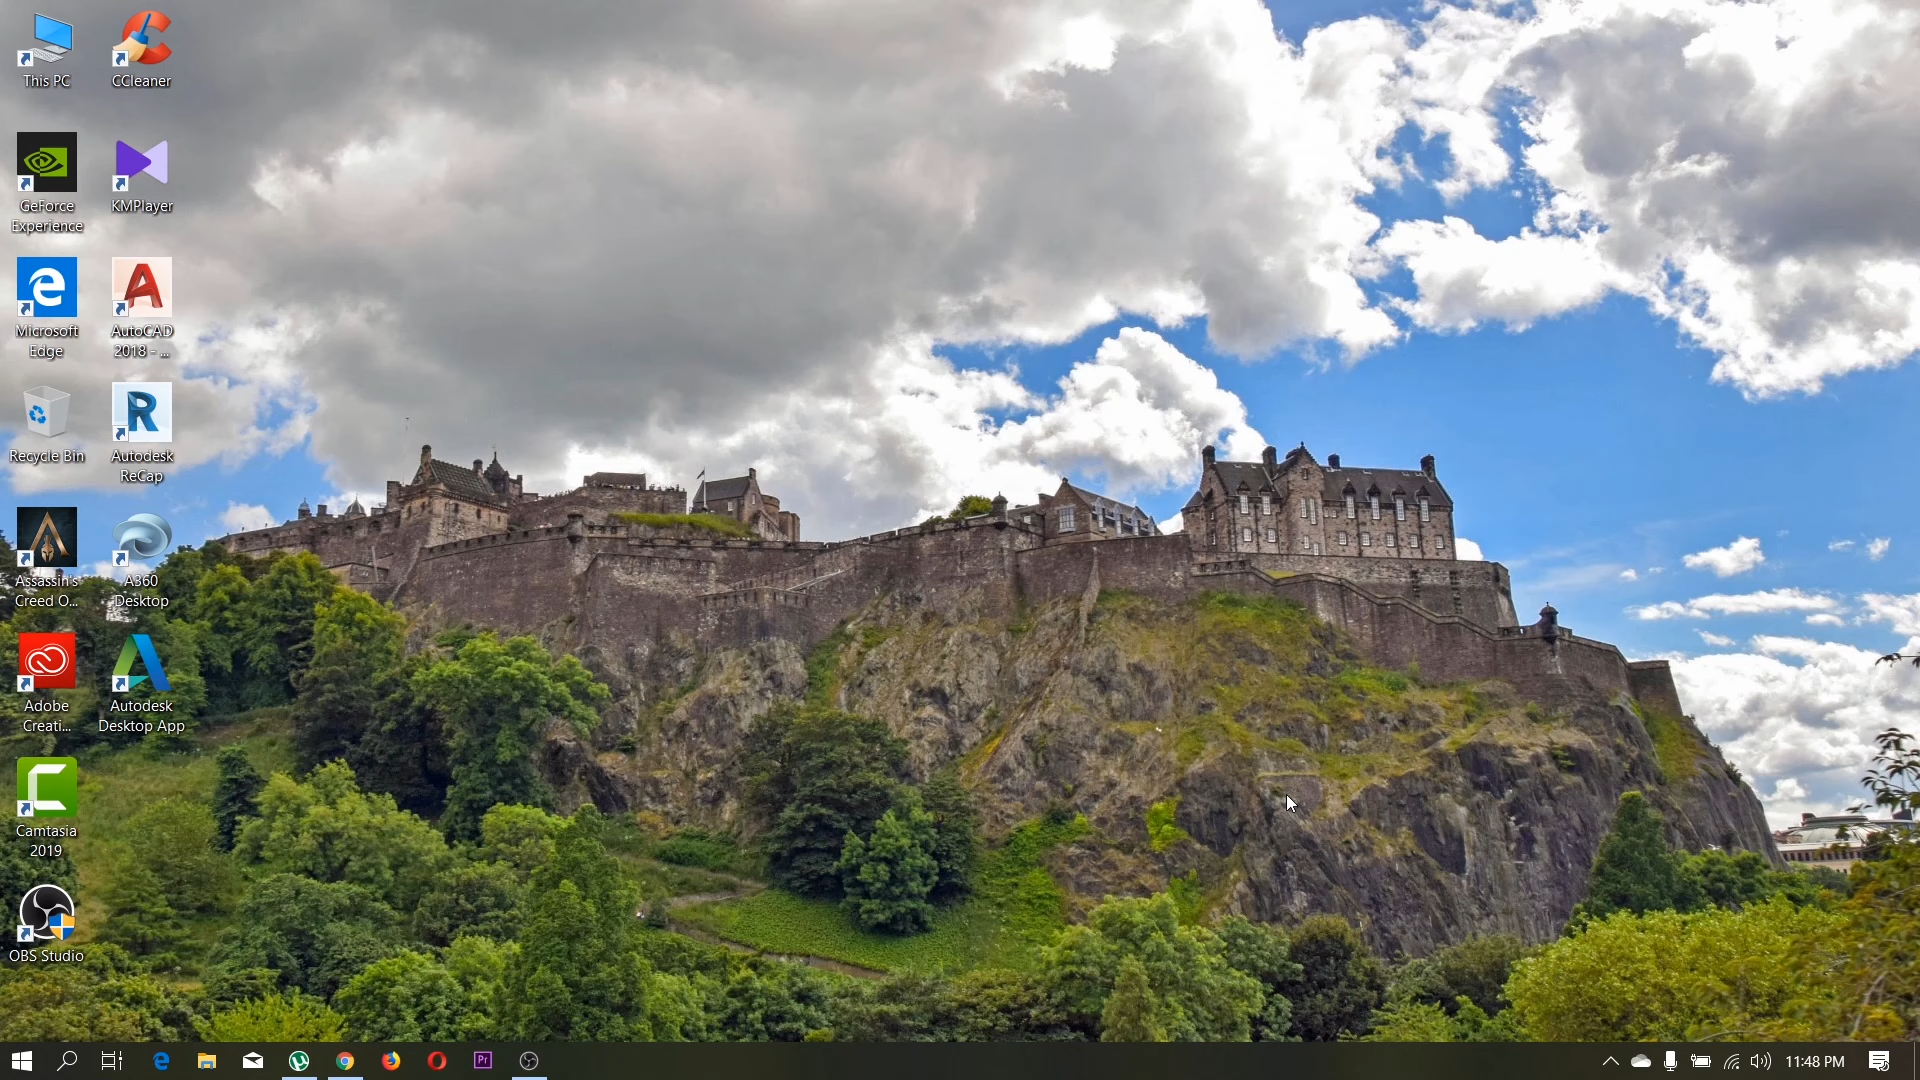 This PC
CCleaner
GeForce
Experience
KMPlayer
Microsoft
Edge
AutoCAD
2018 - ...
Recycle Bin
Autodesk
ReCap
Assassin's
Creed O...
A360
Desktop
Adobe
Creati...
Autodesk
Desktop App
Camtasia
2019
OBS Studio
Pr
11:48 PM